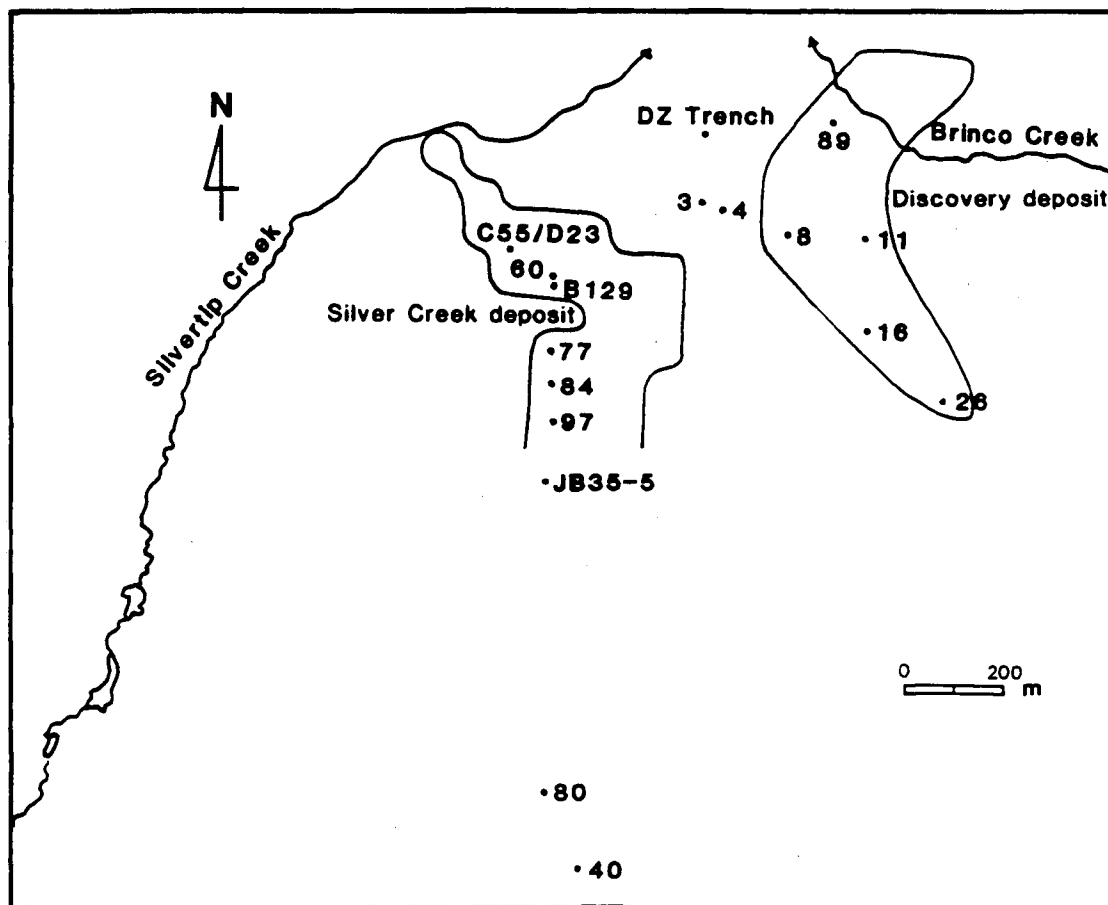 N
DZ Trench
89
Brinco Creek
3
4
Discovery deposit
8
11
C55/D23
60
B129
Silver Creek deposit
Silvertip Creek
16
77
84
26
97
JB35-5
0 200
m
80
40